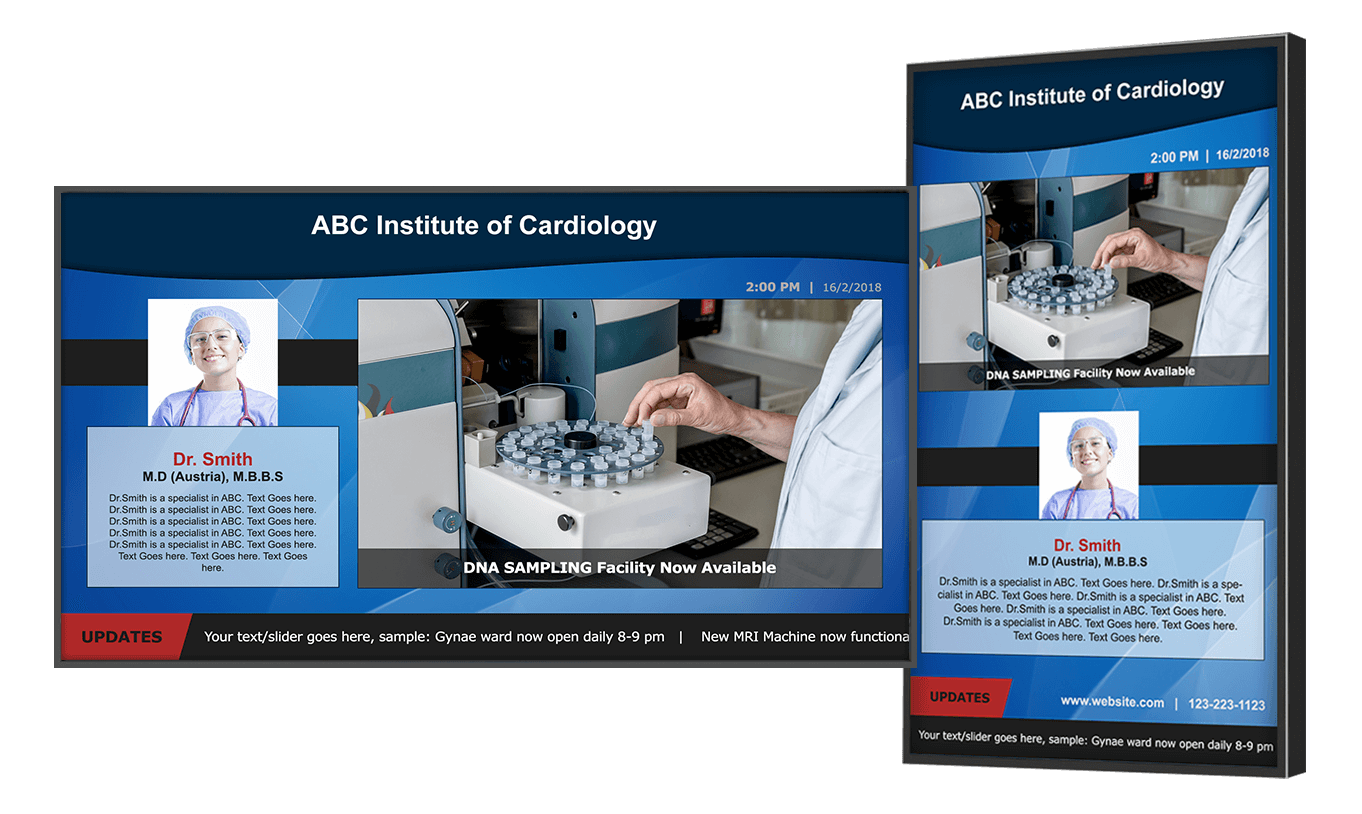 ABC Institute of Cardiology
2:00 PM | 16/2/2018
Dr. Smith
M.D (Austria), M.B.B.S
Dr.Smith is a specialist in ABC. Text Goes here.
Dr.Smith is a specialist in ABC. Text Goes here.
Dr.Smith is a specialist in ABC. Text Goes here.
Dr.Smith is a specialist in ABC. Text Goes here.
Dr.Smith is a specialist in ABC. Text Goes here.
Text Goes here. Text Goes here. Text Goes
here.
DNA SAMPLING Facility Now Available
UPDATES
Your text/slider goes here, sample: Gynae ward now open daily 8-9 pm | New MRI Machine now functiona
ABC Institute of Cardiology
2:00 PM | 16/2/2018
DNA SAMPLING Facility Now Available
Dr. Smith
M.D (Austria), M.B.B.S
Dr.Smith is a specialist in ABC. Text Goes here. Dr.Smith is a spe-
cialist in ABC. Text Goes here. Dr.Smith is a specialist in ABC. Text
Goes here. Dr.Smith is a specialist in ABC. Text Goes here.
Dr.Smith is a specialist in ABC. Text Goes here. Text Goes here.
Text Goes here. Text Goes here.
UPDATES
www.website.com | 123-223-1123
Your text/slider goes here, sample: Gynae ward now open daily 8-9 pm